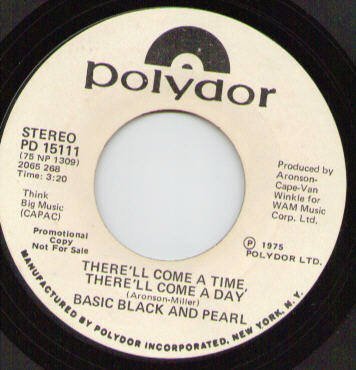 polydor
STEREO
PD 15111
(75 NP 1309)
2065 268
Time: 3:20
Think
Big Music
(CAPAC)
Promotional
Copy
Not For Sale
Produced by
Aronson-
Cape-Van
Winkle for
WAM Music
Corp. Ltd.
Ⓟ 1975
POLYDOR LTD.
THERE'LL COME A TIME,
THERE'LL COME A DAY
(Aronson-Miller)
BASIC BLACK AND PEARL
MANUFACTURED BY POLYDOR INCORPORATED, NEW YORK, N.Y.